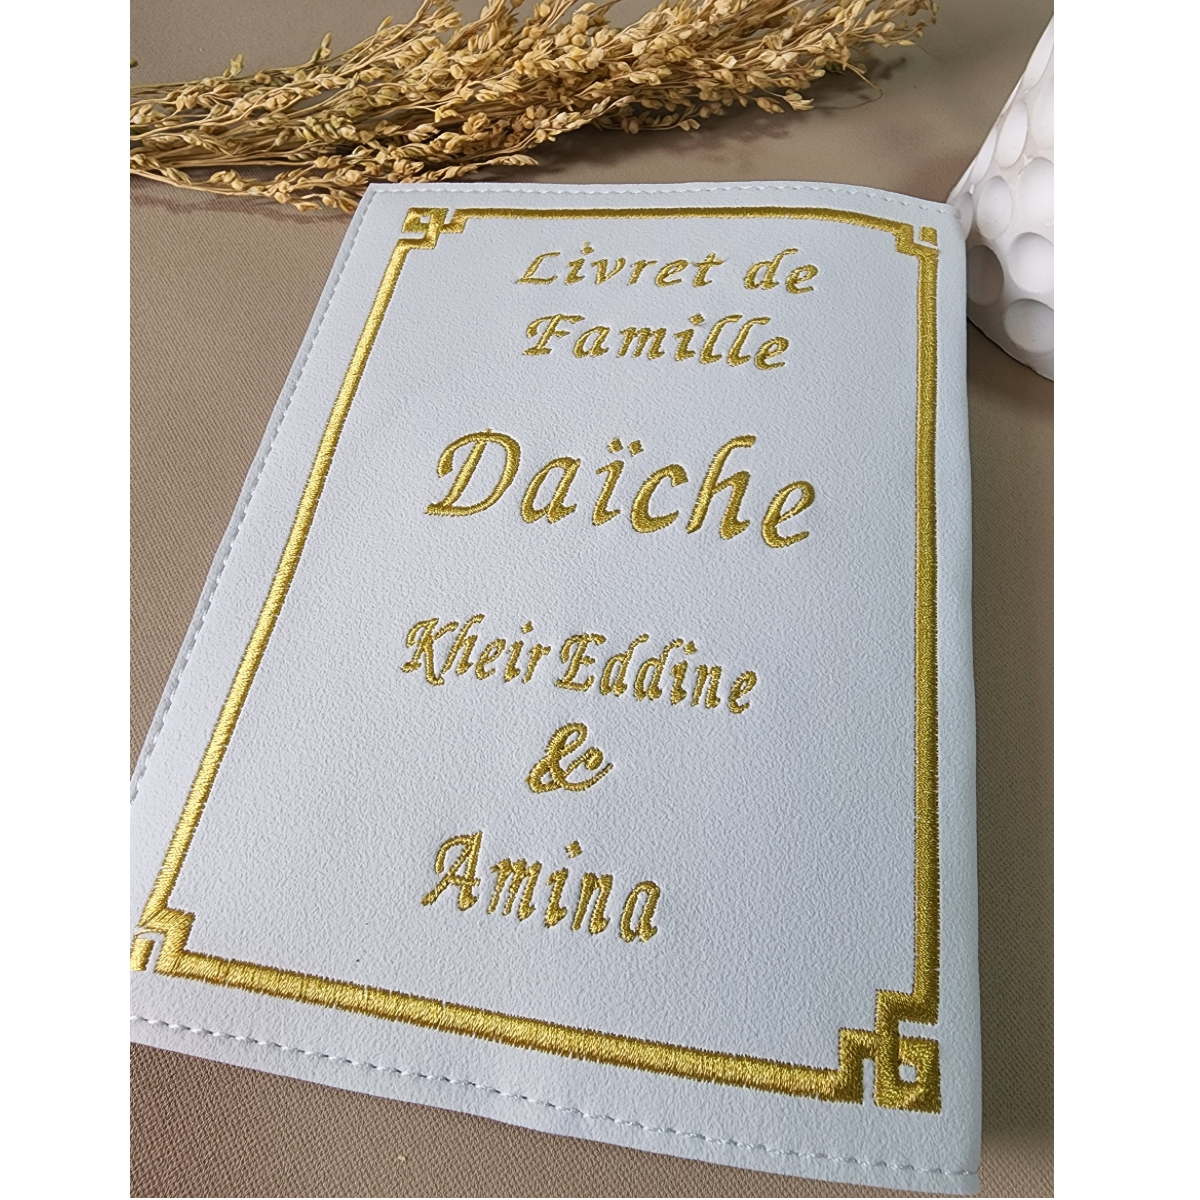 Livret de
Famille
Daïche
Kheir Eddine
&
Amina